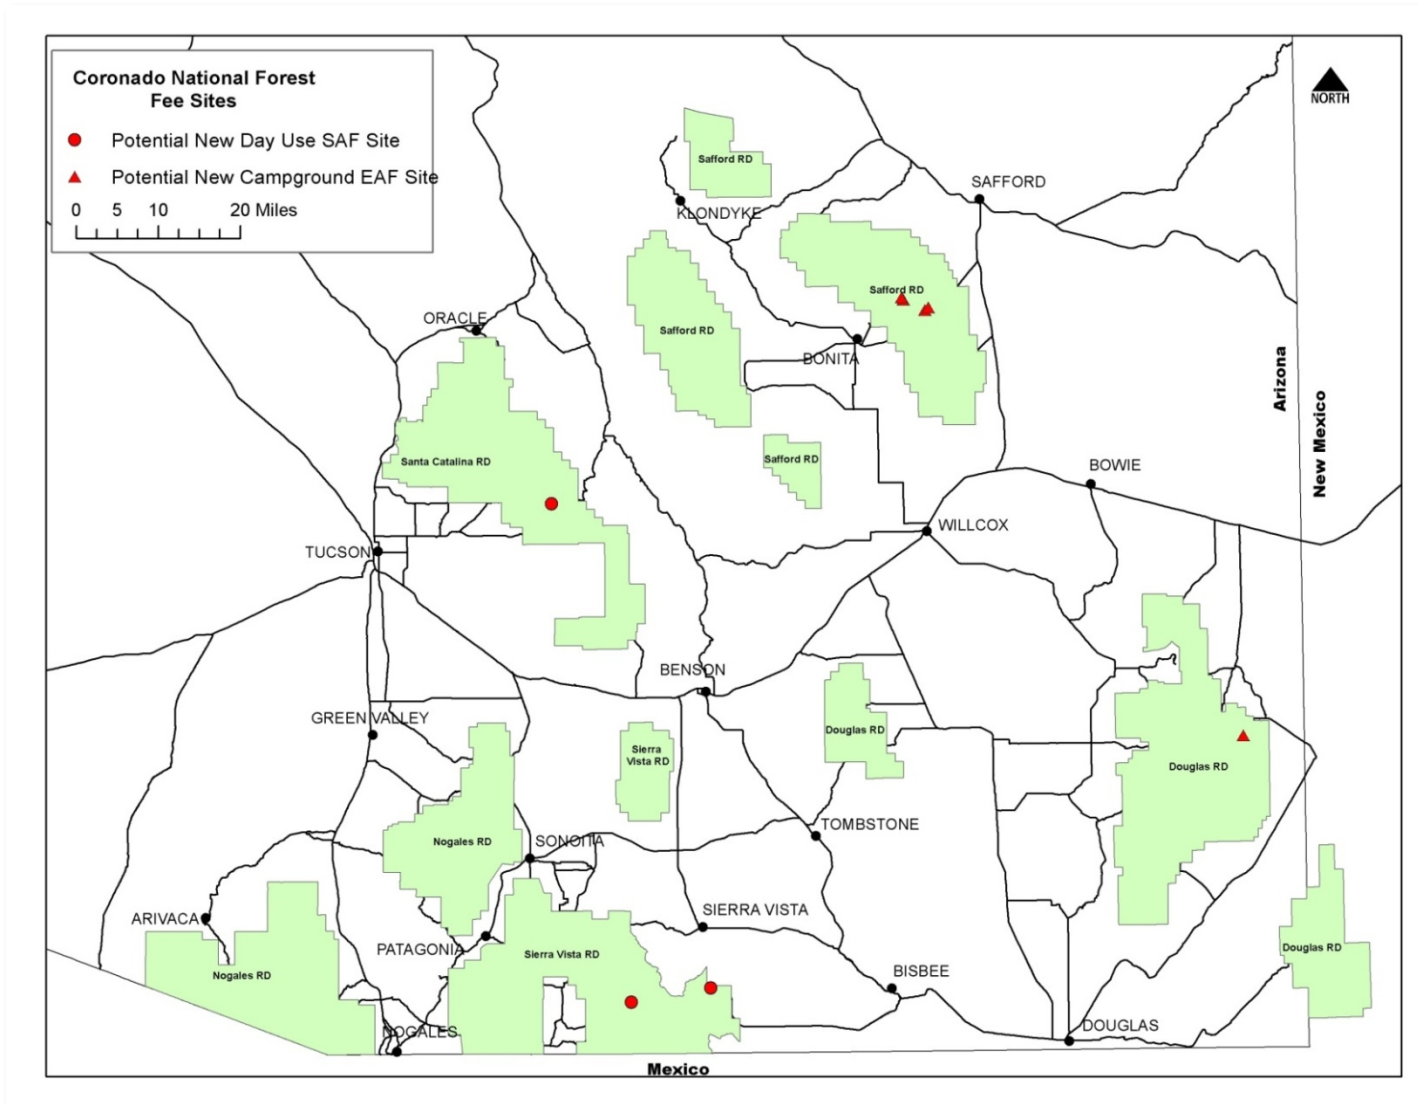 Coronado National Forest
Fee Sites
Potential New Day Use SAF Site
Potential New Campground EAF Site
0 5 10 20 Miles
NORTH
Safford RD
SAFFORD
KLONDYKE
Safford RD
ORACLE
Safford RD
BONITA
Arizona
New Mexico
Santa Catalina RD
Safford RD
BOWIE
WILLCOX
TUCSON
BENSON
GREEN VALLEY
Douglas RD
Sierra
Vista RD
Douglas RD
TOMBSTONE
Nogales RD
SONOITA
SIERRA VISTA
ARIVACA
PATAGONIA
Sierra Vista RD
Douglas RD
Nogales RD
BISBEE
NOGALES
DOUGLAS
Mexico